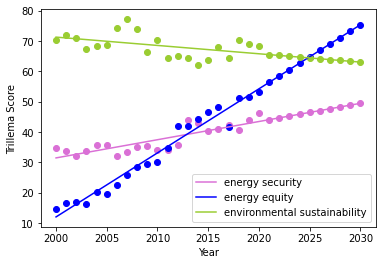 80
70
60
50
40
30
20
10
Trillema Score
energy security
energy equity
environmental sustainability
2000 2005 2010 2015 2020 2025 2030
Year